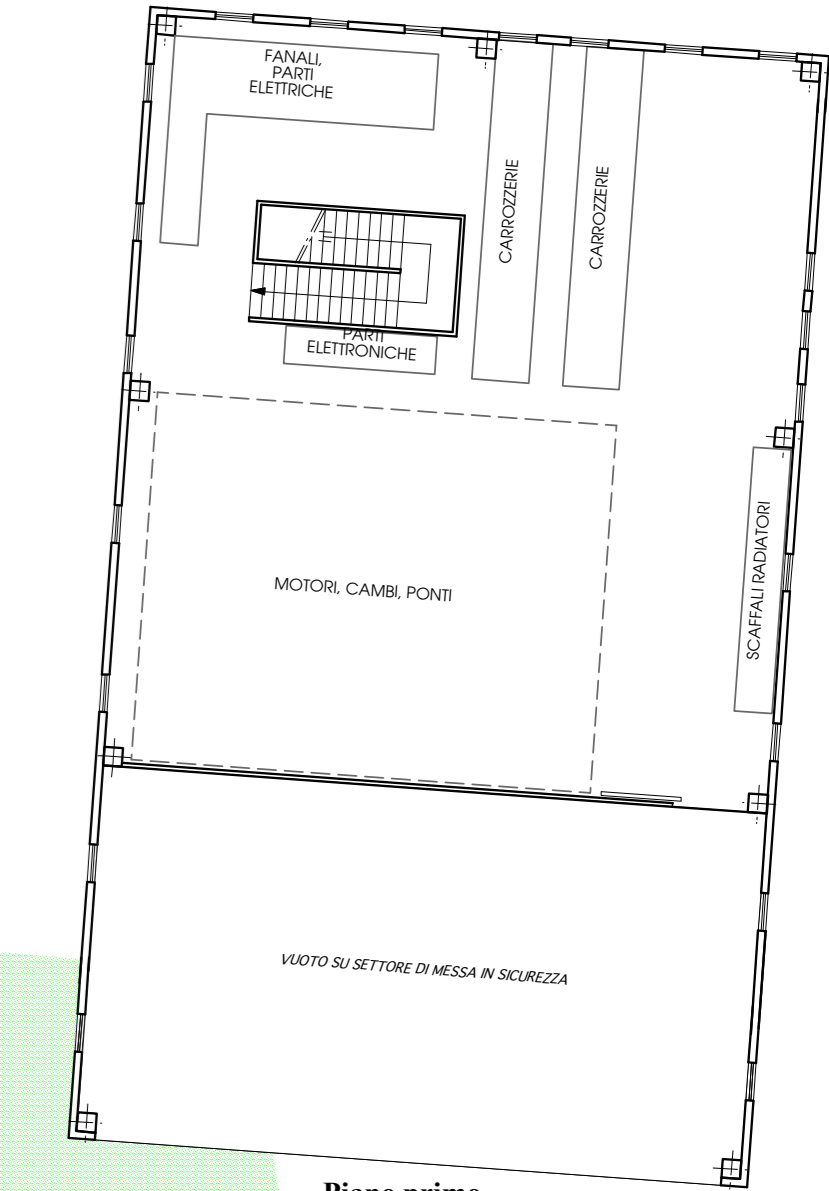 FANALI,
PARTI
ELETTRICHE
CARROZZERIE
CARROZZERIE
PARTI
ELETTRONICHE
MOTORI, CAMBI, PONTI
SCAFFALI RADIATORI
VUOTO SU SETTORE DI MESSA IN SICUREZZA
Piano primo